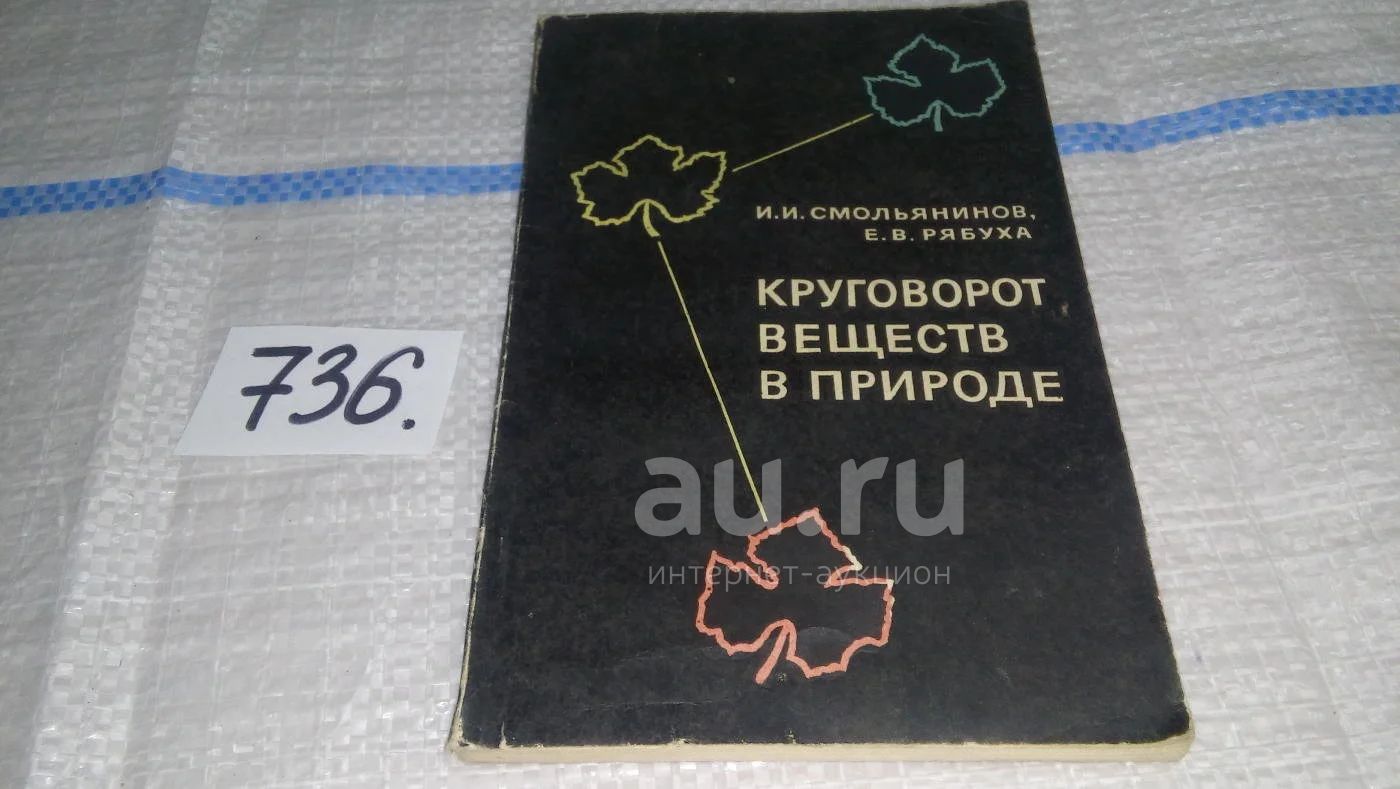 И.И. СМОЛЬЯНИНОВ,
Е.В. РЯБУХА
КРУГОВОРОТ
ВЕЩЕСТВ
В ПРИРОДЕ
736.
au.ru
интернет-аукцион